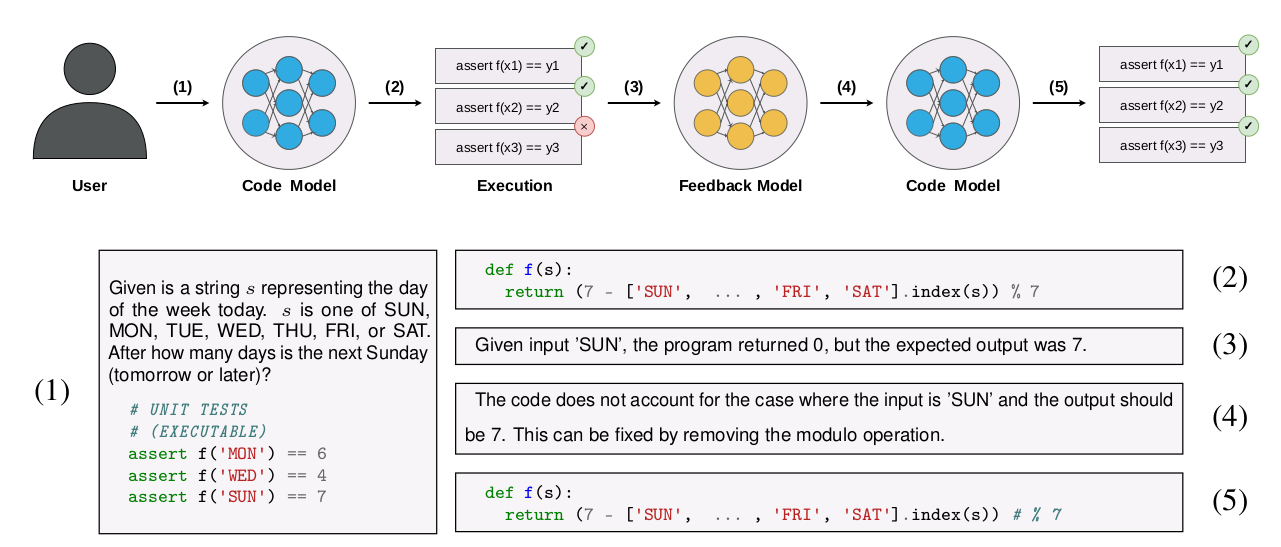 (1) (2) (3) (4) (5)
assert f(x1) == y1 ✓
assert f(x2) == y2 ✓
assert f(x3) == y3 ×
assert f(x1) == y1 ✓
assert f(x2) == y2 ✓
assert f(x3) == y3 ✓
User
Code Model
Execution
Feedback Model
Code Model
(1)
Given is a string s representing the day
of the week today. s is one of SUN,
MON, TUE, WED, THU, FRI, or SAT.
After how many days is the next Sunday
(tomorrow or later)?
# UNIT TESTS
# (EXECUTABLE)
assert f('MON') == 6
assert f('WED') == 4
assert f('SUN') == 7
def f(s):
return (7 - ['SUN', ... , 'FRI', 'SAT'].index(s)) % 7
(2)
Given input ’SUN’, the program returned 0, but the expected output was 7.
(3)
The code does not account for the case where the input is ’SUN’ and the output should
be 7. This can be fixed by removing the modulo operation.
(4)
def f(s):
return (7 - ['SUN', ... , 'FRI', 'SAT'].index(s)) # % 7
(5)